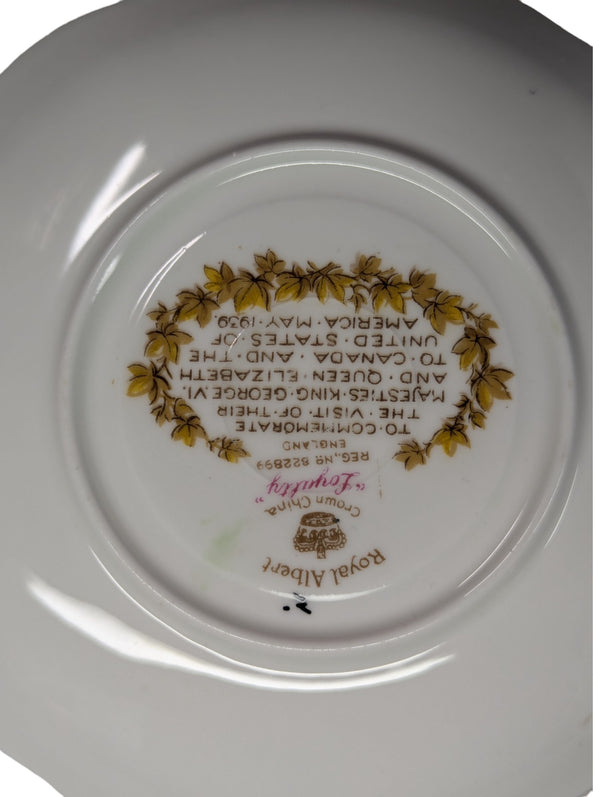 Royal Albert
Crown China
"Loyalty"
REG., Nº 822899
ENGLAND
TO · COMMEMORATE
THE · VISIT · OF · THEIR
MAJESTIES · KING · GEORGE · VI.
AND · QUEEN · ELIZABETH
TO · CANADA · AND · THE
UNITED · STATES · OF
AMERICA · MAY · 1939.